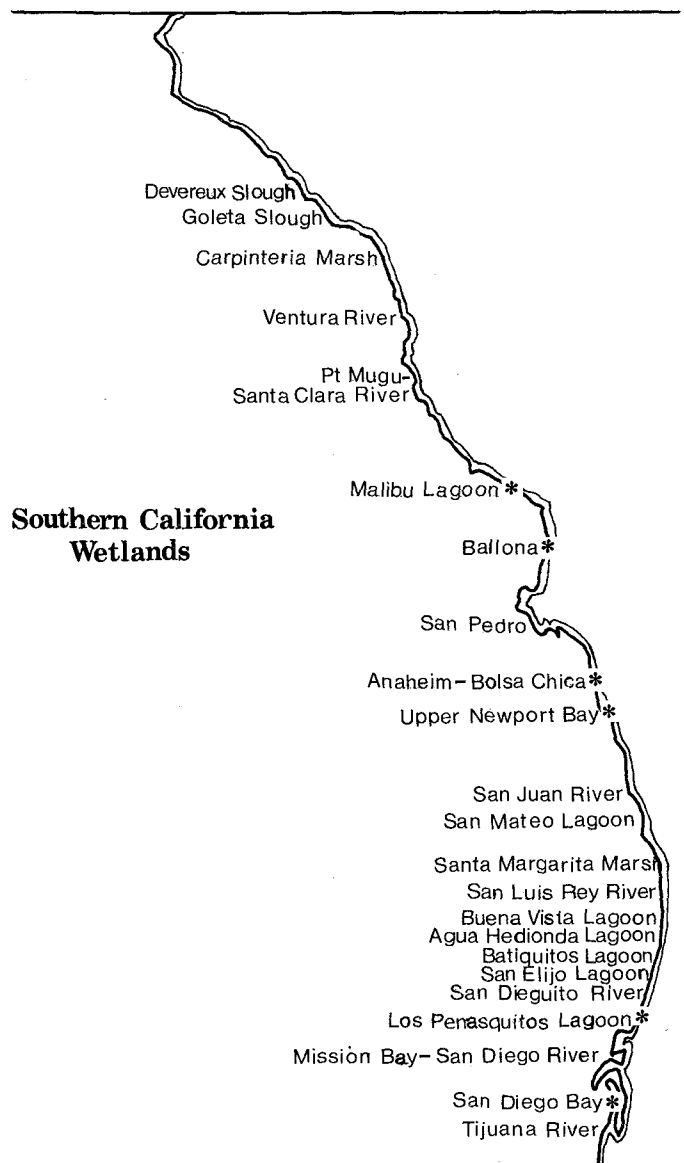 Devereux Slough
Goleta Slough
Carpinteria Marsh
Ventura River
Pt Mugu-
Santa Clara River
Malibu Lagoon *
Southern California
Wetlands
Ballona *
San Pedro
Anaheim-Bolsa Chica *
Upper Newport Bay *
San Juan River
San Mateo Lagoon
Santa Margarita Marsh
San Luis Rey River
Buena Vista Lagoon
Agua Hedionda Lagoon
Batiquitos Lagoon
San Elijo Lagoon
San Dieguito River
Los Penasquitos Lagoon *
Mission Bay-San Diego River
San Diego Bay *
Tijuana River